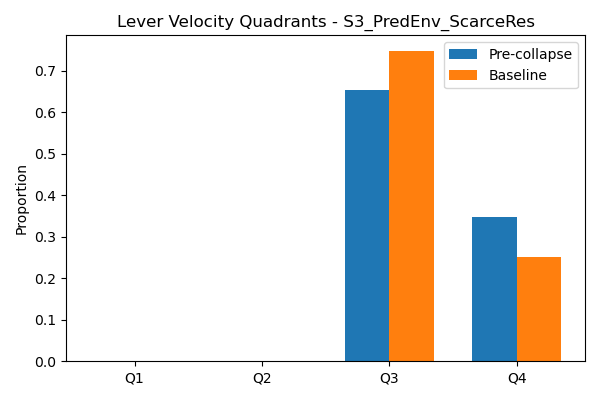 Lever Velocity Quadrants - S3_PredEnv_ScarceRes
Pre-collapse
Baseline
Proportion
0.7
0.6
0.5
0.4
0.3
0.2
0.1
0.0
Q1 Q2 Q3 Q4